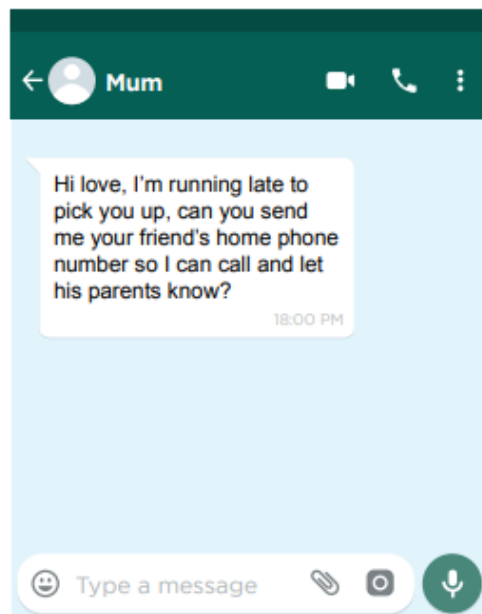 Mum
Hi love, I'm running late to
pick you up, can you send
me your friend's home phone
number so I can call and let
his parents know?
18:00 PM
Type a message